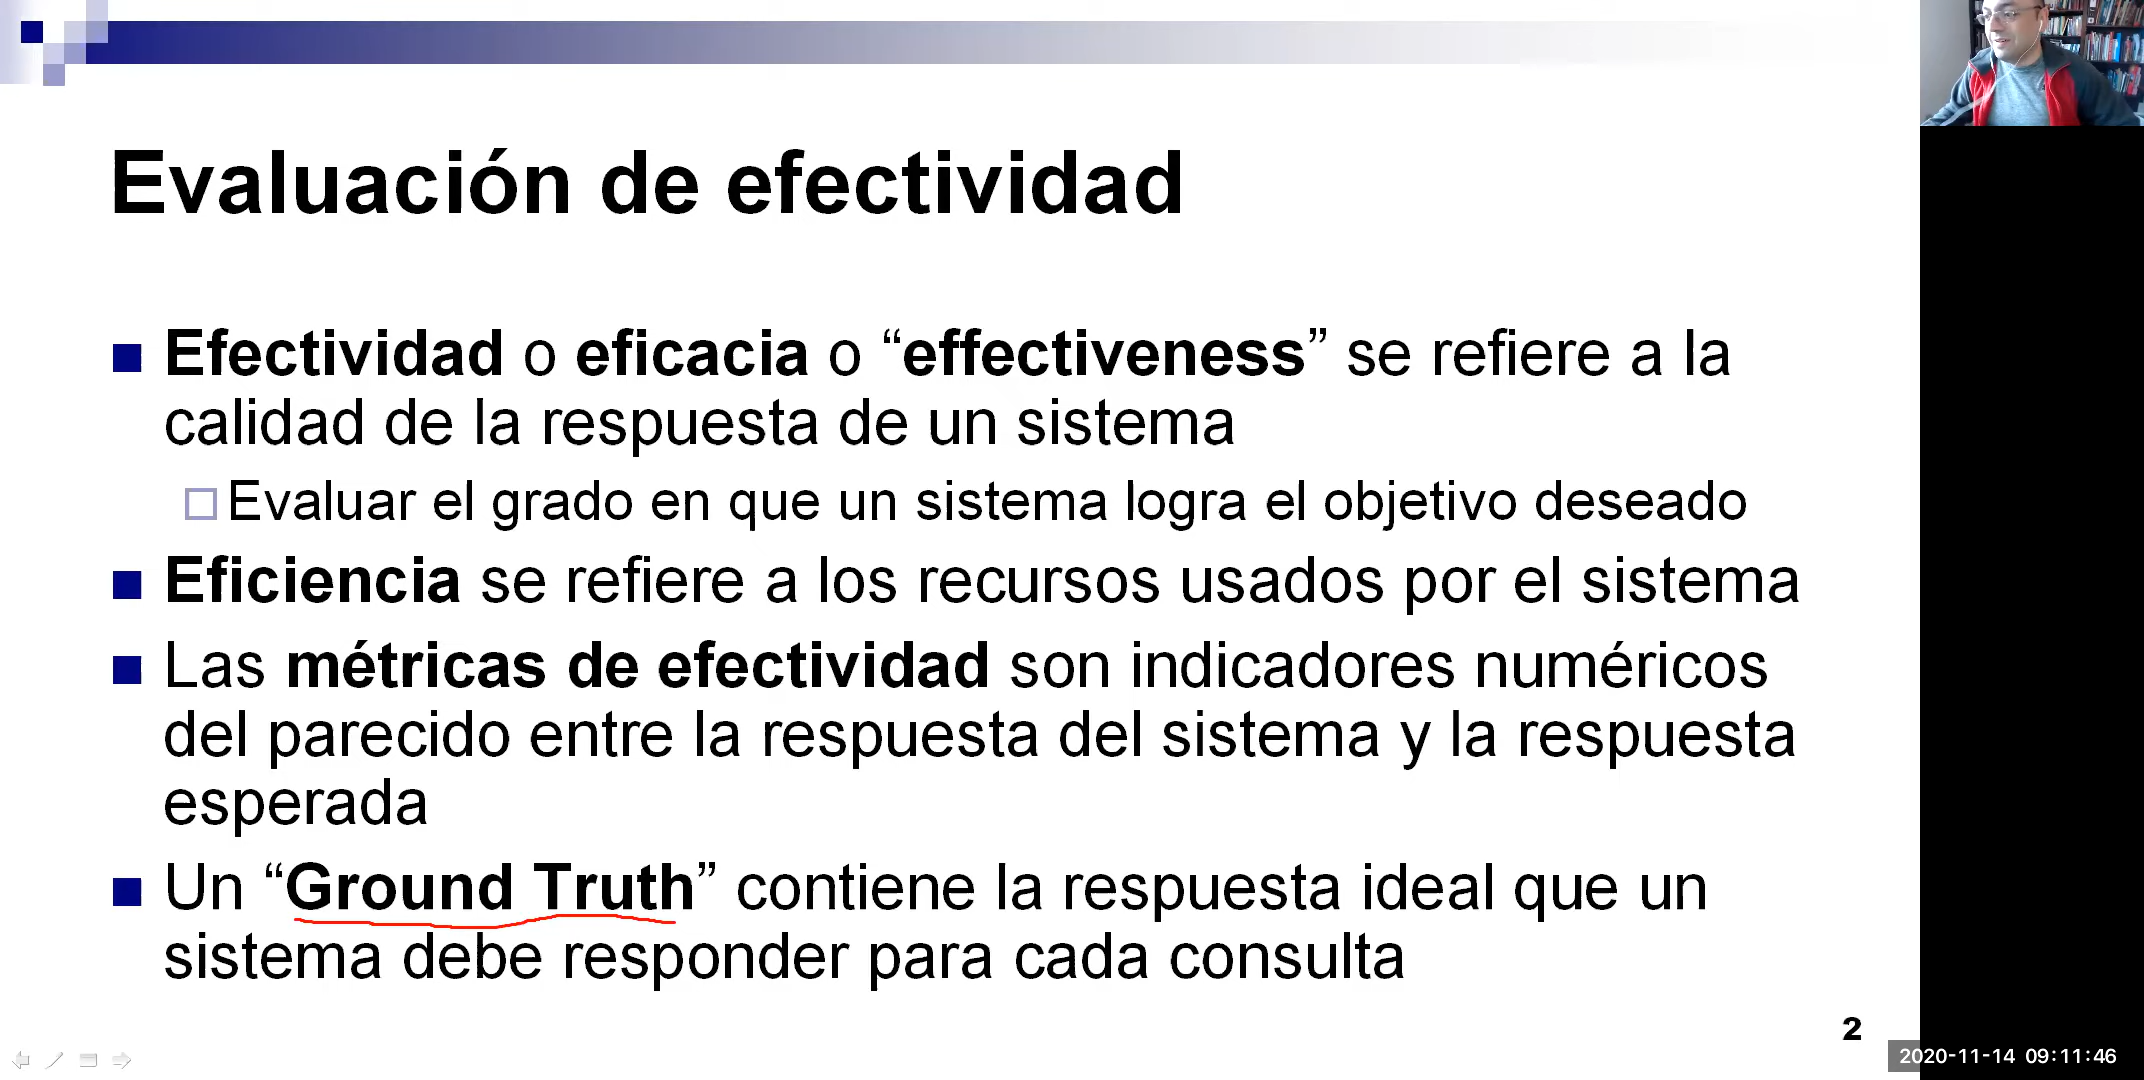 Evaluación de efectividad
Efectividad o eficacia o “effectiveness” se refiere a la
calidad de la respuesta de un sistema
Evaluar el grado en que un sistema logra el objetivo deseado
Eficiencia se refiere a los recursos usados por el sistema
Las métricas de efectividad son indicadores numéricos
del parecido entre la respuesta del sistema y la respuesta
esperada
Un “Ground Truth” contiene la respuesta ideal que un
sistema debe responder para cada consulta
2
2020-11-14 09:11:46